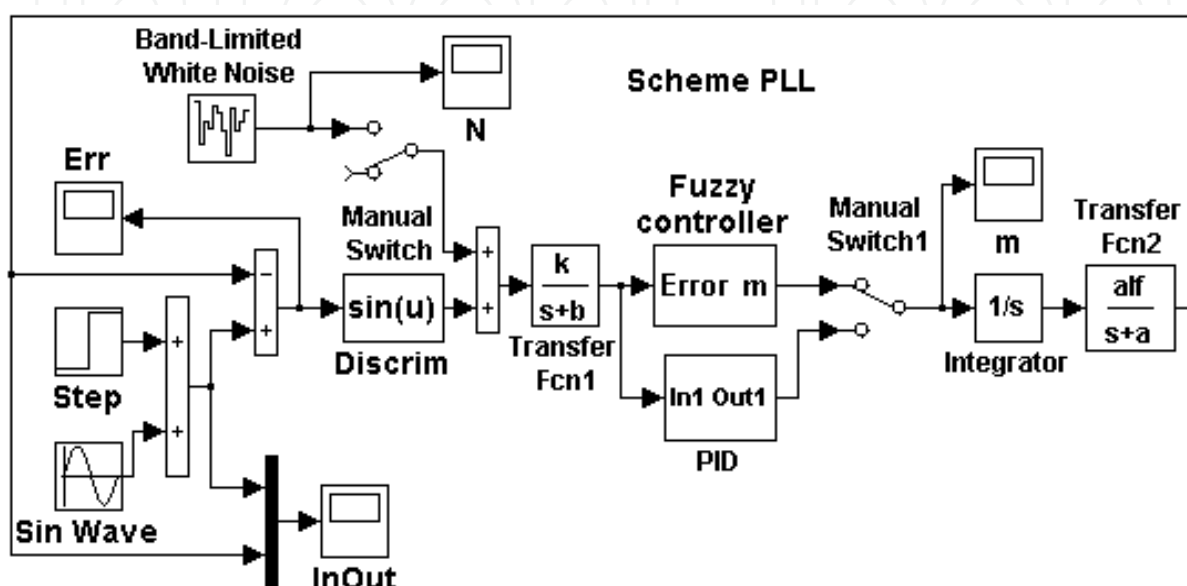 Band-Limited
White Noise
Scheme PLL
N
Err
Manual
Switch
Fuzzy
controller
Manual
Switch1
m
Transfer
Fcn2
−
+
+
+
sin(u)
Discrim
k
s+b
Transfer
Fcn1
Error m
1/s
Integrator
alf
s+a
Step
+
+
In1 Out1
PID
Sin Wave
InOut